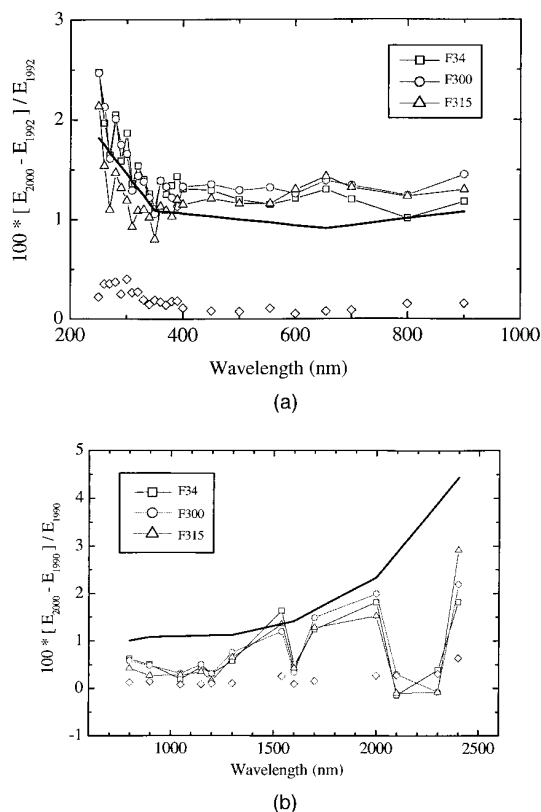 3
2
1
0
100 * [ E2000 - E1992 ] / E1992
F34
F300
F315
200 400 600 800 1000
Wavelength (nm)
(a)
5
4
3
2
1
0
-1
100 * [ E2000 - E1990 ] / E1990
F34
F300
F315
1000 1500 2000 2500
Wavelength (nm)
(b)